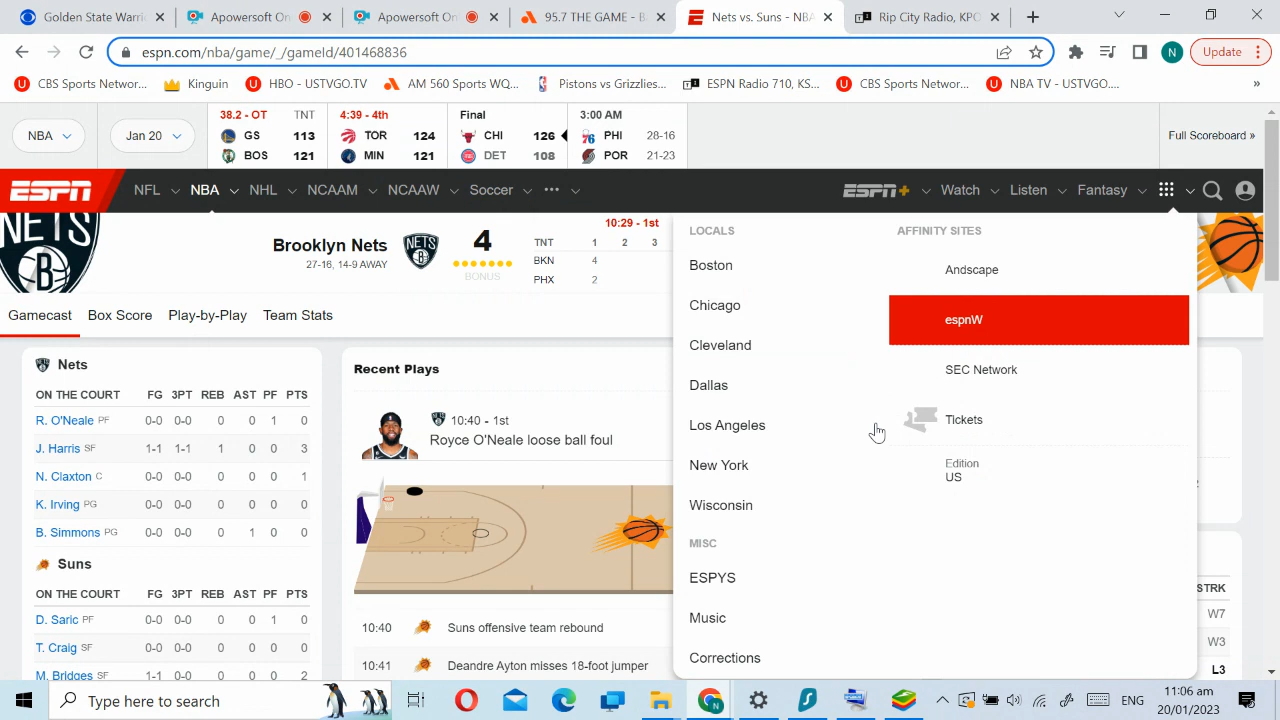 Golden State Warri
Apowersoft On
Apowersoft On
95.7 THE GAME - B
Nets vs. Suns - NBA
Rip City Radio, KPC
espn.com/nba/game/_/gameId/401468836
N
Update
CBS Sports Networ...
Kinguin
HBO - USTVGO.TV
AM 560 Sports WQ...
Pistons vs Grizzlies...
ESPN Radio 710, KS...
CBS Sports Networ...
NBA TV - USTVGO....
»
NBA
Jan 20
38.2 - OT TNT
GS 113
BOS 121
4:39 - 4th
TOR 124
MIN 121
Final
CHI 126
DET 108
3:00 AM
PHI 28-16
POR 21-23
Full Scoreboard »
ESPN
NFL
NBA
NHL
NCAAM
NCAAW
Soccer
•••
ESPN+
Watch
Listen
Fantasy
NETS
B
Brooklyn Nets
27-16, 14-9 AWAY
4
BONUS
10:29 - 1st
TNT 1 2 3
BKN 4
PHX 2
LOCALS
Boston
Chicago
Cleveland
Dallas
Los Angeles
New York
Wisconsin
MISC
ESPYS
Music
Corrections
AFFINITY SITES
Andscape
espnW
SEC Network
Tickets
Edition
US
Gamecast
Box Score
Play-by-Play
Team Stats
Nets
ON THE COURT FG 3PT REB AST PF PTS
R. O'Neale PF 0-0 0-0 0 0 1 0
J. Harris SF 1-1 1-1 1 0 0 3
N. Claxton C 0-0 0-0 0 0 0 1
K. Irving PG 0-0 0-0 0 0 0 0
B. Simmons PG 0-0 0-0 0 1 0 0
Suns
ON THE COURT FG 3PT REB AST PF PTS
D. Saric PF 0-0 0-0 0 0 1 0
T. Craig SF 0-0 0-0 0 0 0 0
M. Bridges SF 1-1 0-0 0 0 0 2
Recent Plays
10:40 - 1st
Royce O'Neale loose ball foul
10:40 Suns offensive team rebound
10:41 Deandre Ayton misses 18-foot jumper
STRK
W7
W3
L3
Type here to search
ENG
11:06 am
20/01/2023